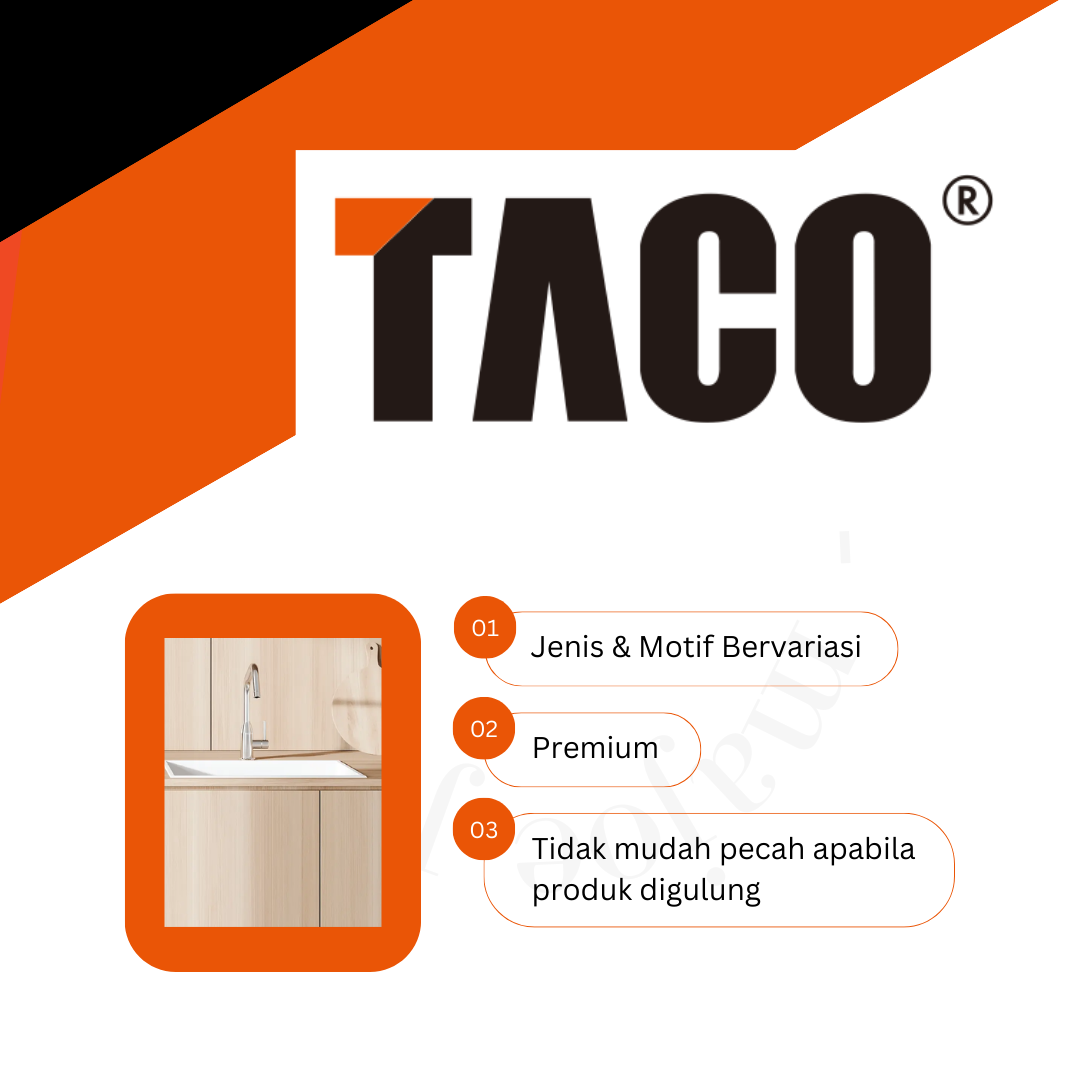 TACO®
01
Jenis & Motif Bervariasi
02
Premium
03
Tidak mudah pecah apabila
produk digulung